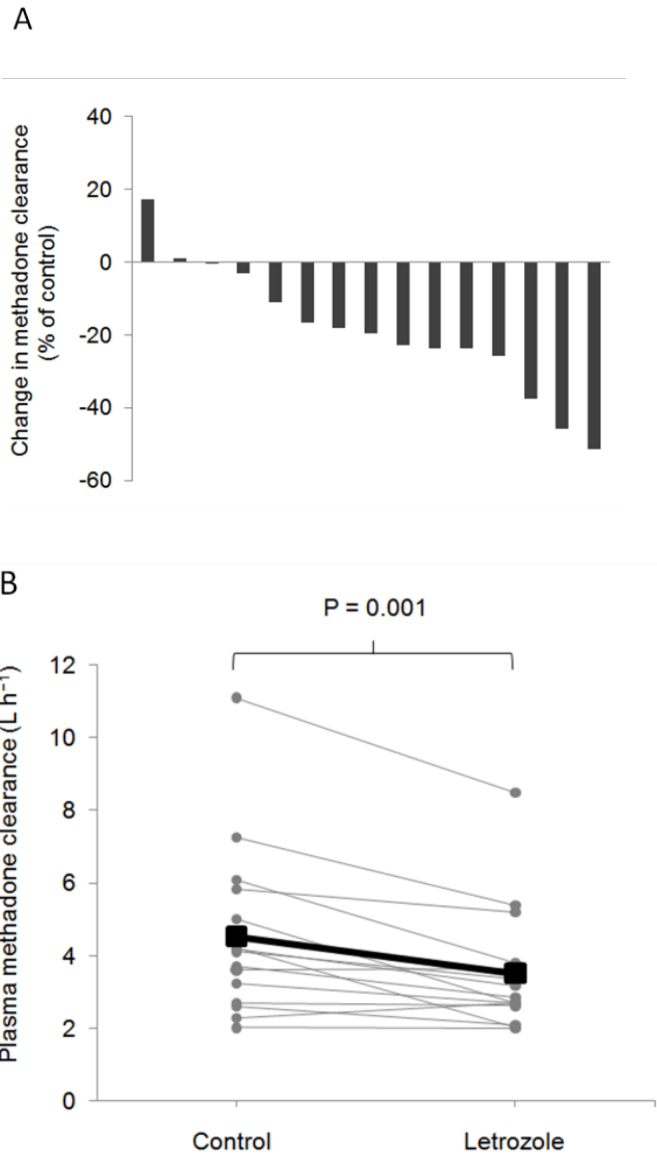 A
Change in methadone clearance
(% of control)
40
20
0
-20
-40
-60
B
P = 0.001
Plasma methadone clearance (L h⁻¹)
12
10
8
6
4
2
0
Control
Letrozole